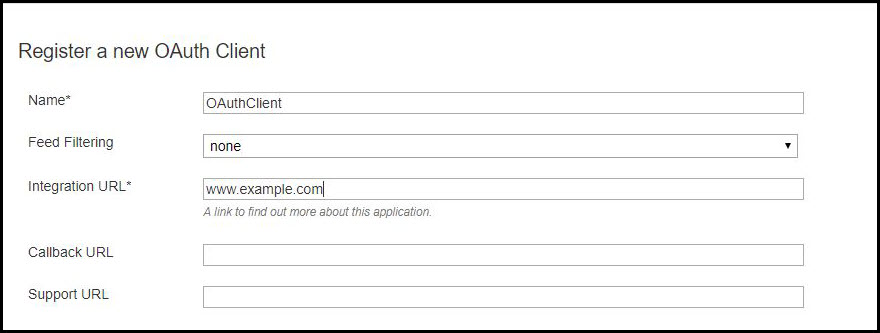 Register a new OAuth Client
Name* OAuthClient
Feed Filtering none
Integration URL* www.example.com
A link to find out more about this application.
Callback URL
Support URL